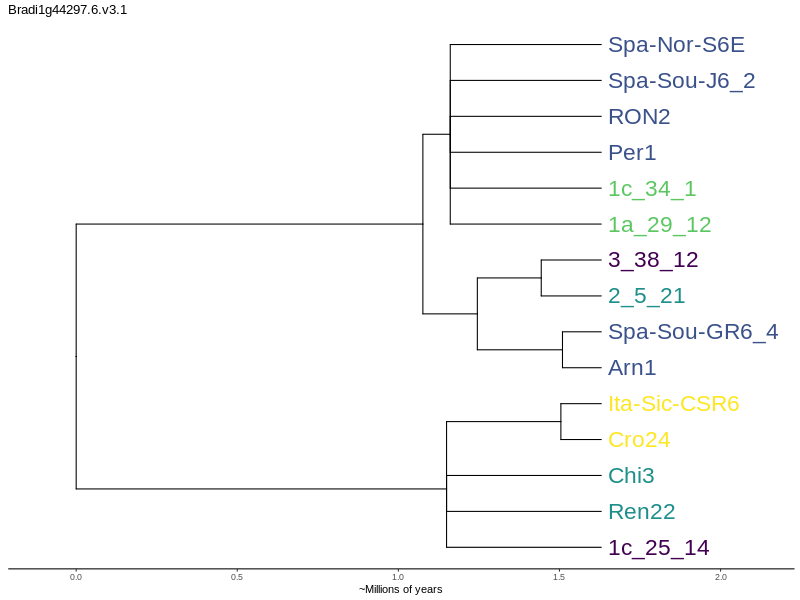 Bradi1g44297.6.v3.1
Spa-Nor-S6E
Spa-Sou-J6_2
RON2
Per1
1c_34_1
1a_29_12
3_38_12
2_5_21
Spa-Sou-GR6_4
Arn1
Ita-Sic-CSR6
Cro24
Chi3
Ren22
1c_25_14
0.0 0.5 1.0 1.5 2.0
~Millions of years